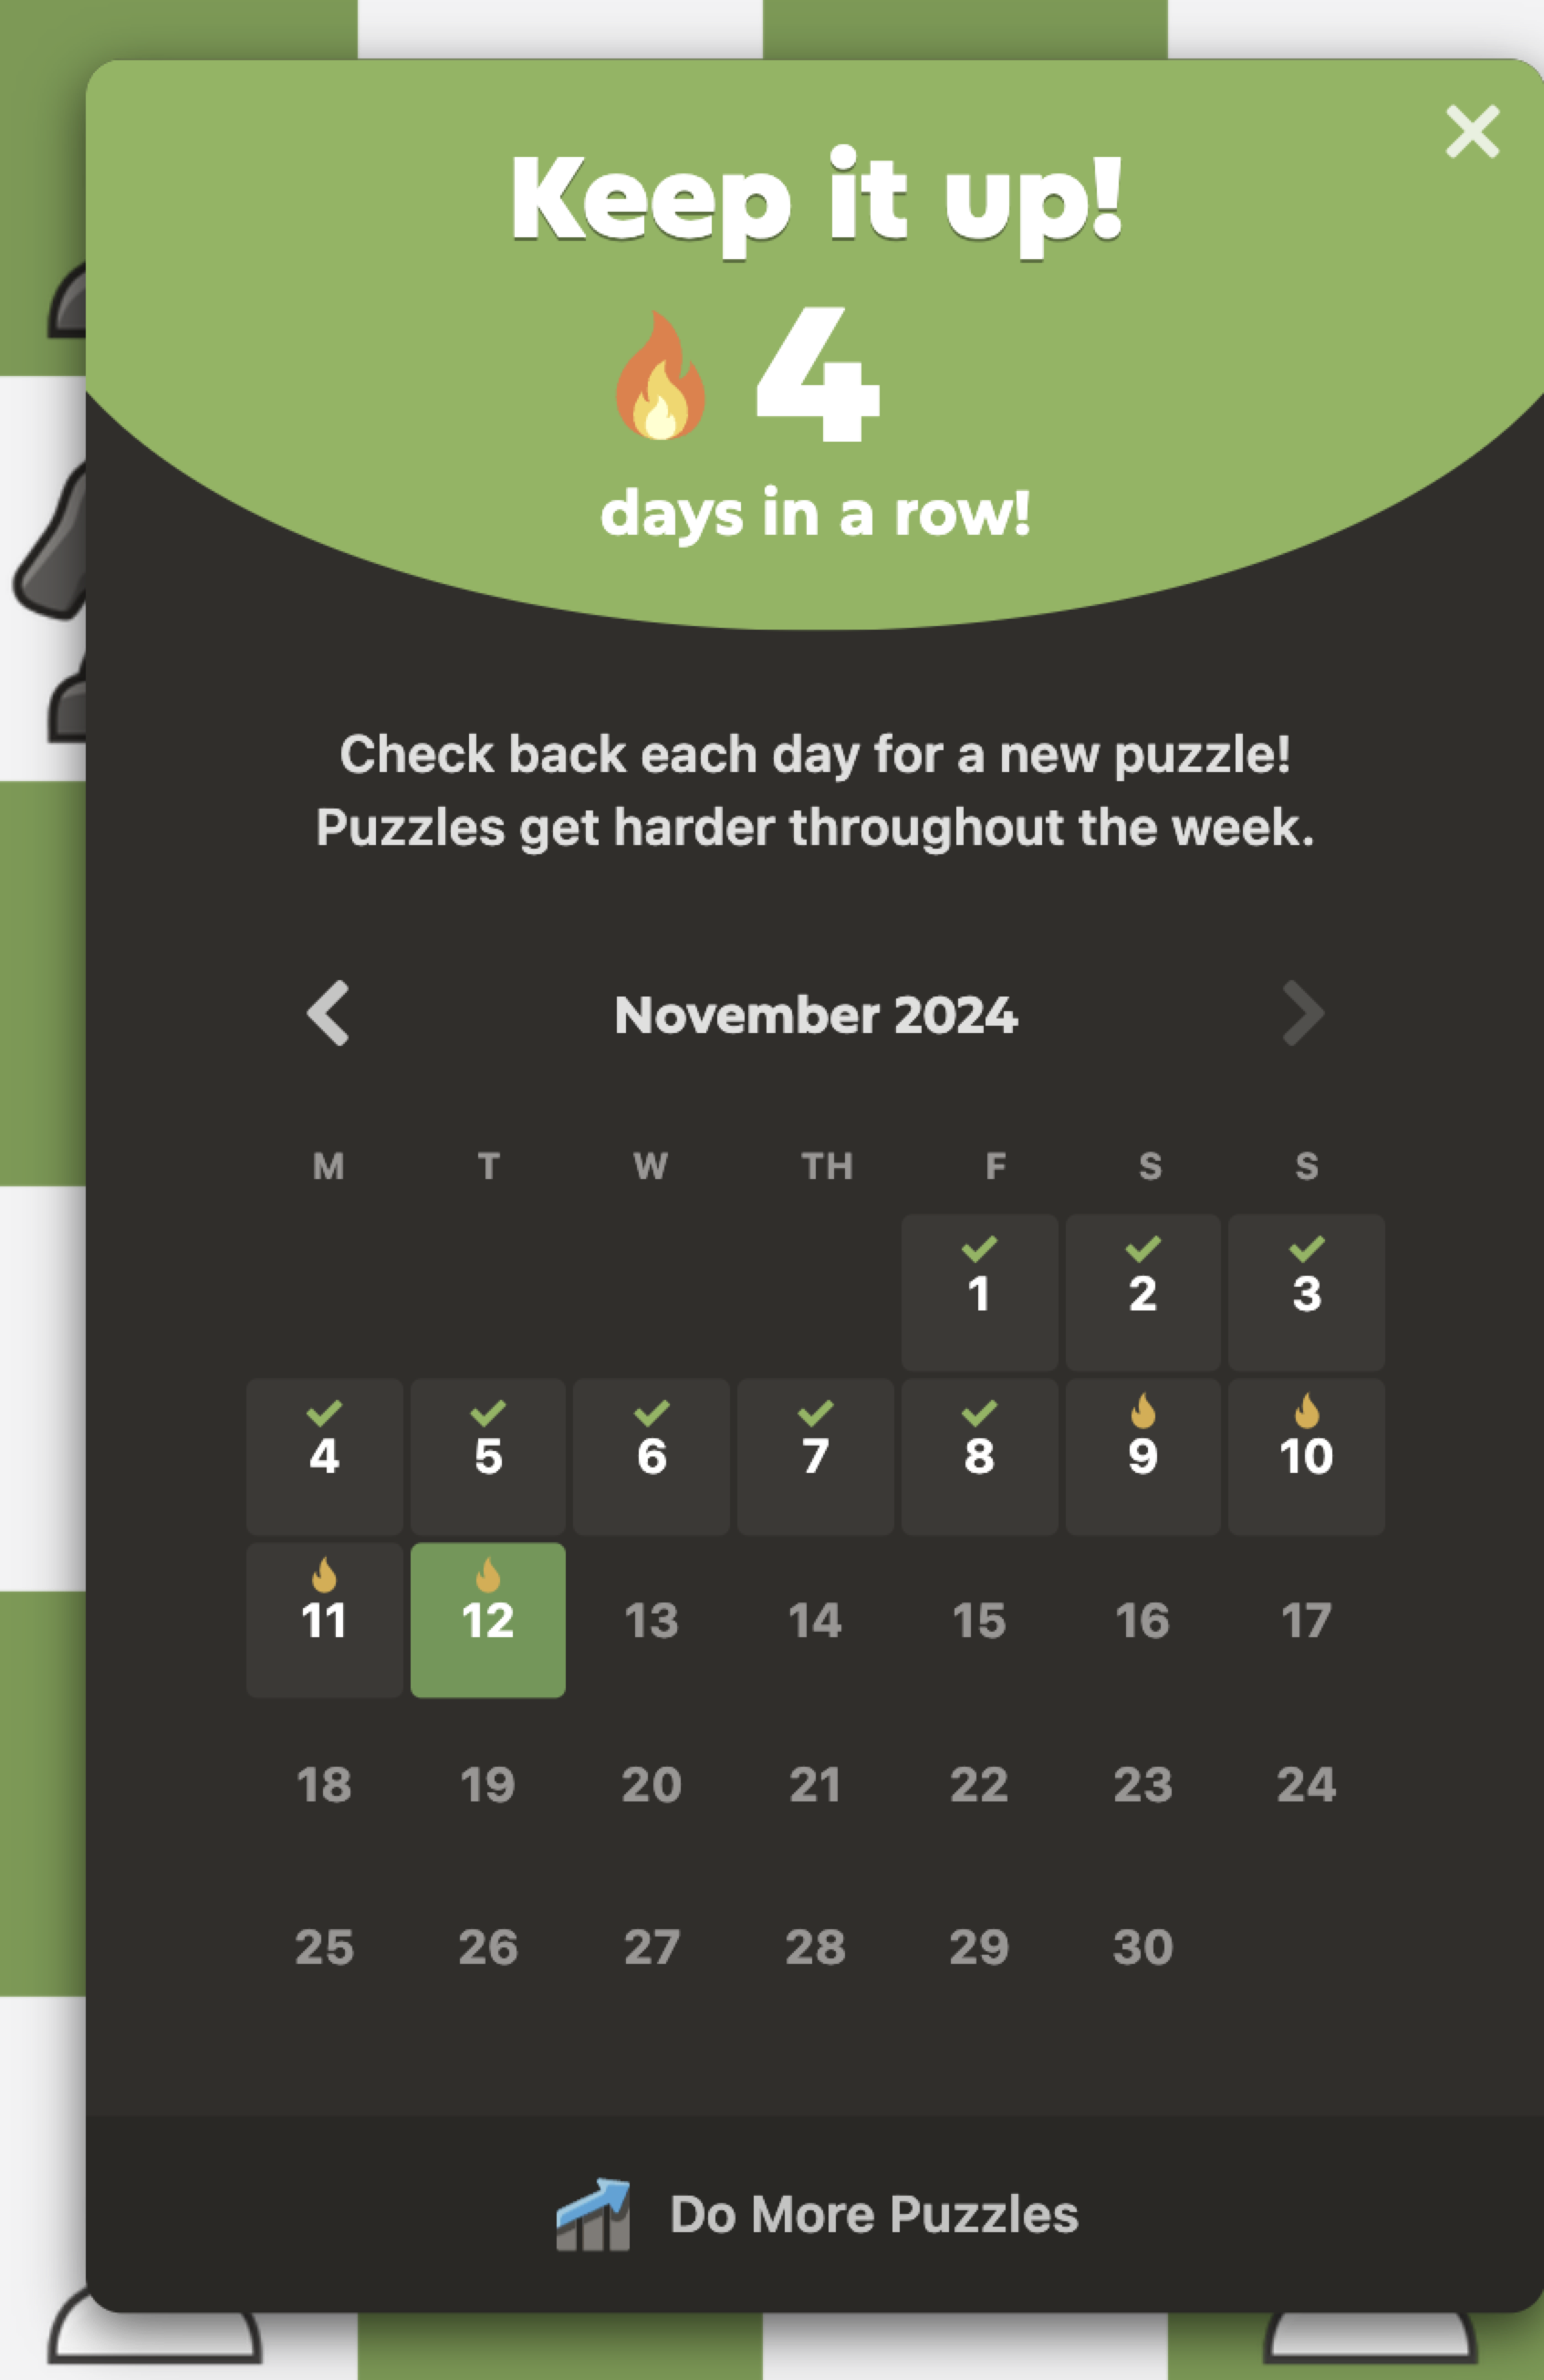 Keep it up!
4
days in a row!
Check back each day for a new puzzle!
Puzzles get harder throughout the week.
November 2024
M T W TH F S S
1 2 3
4 5 6 7 8 9 10
11 12 13 14 15 16 17
18 19 20 21 22 23 24
25 26 27 28 29 30
Do More Puzzles